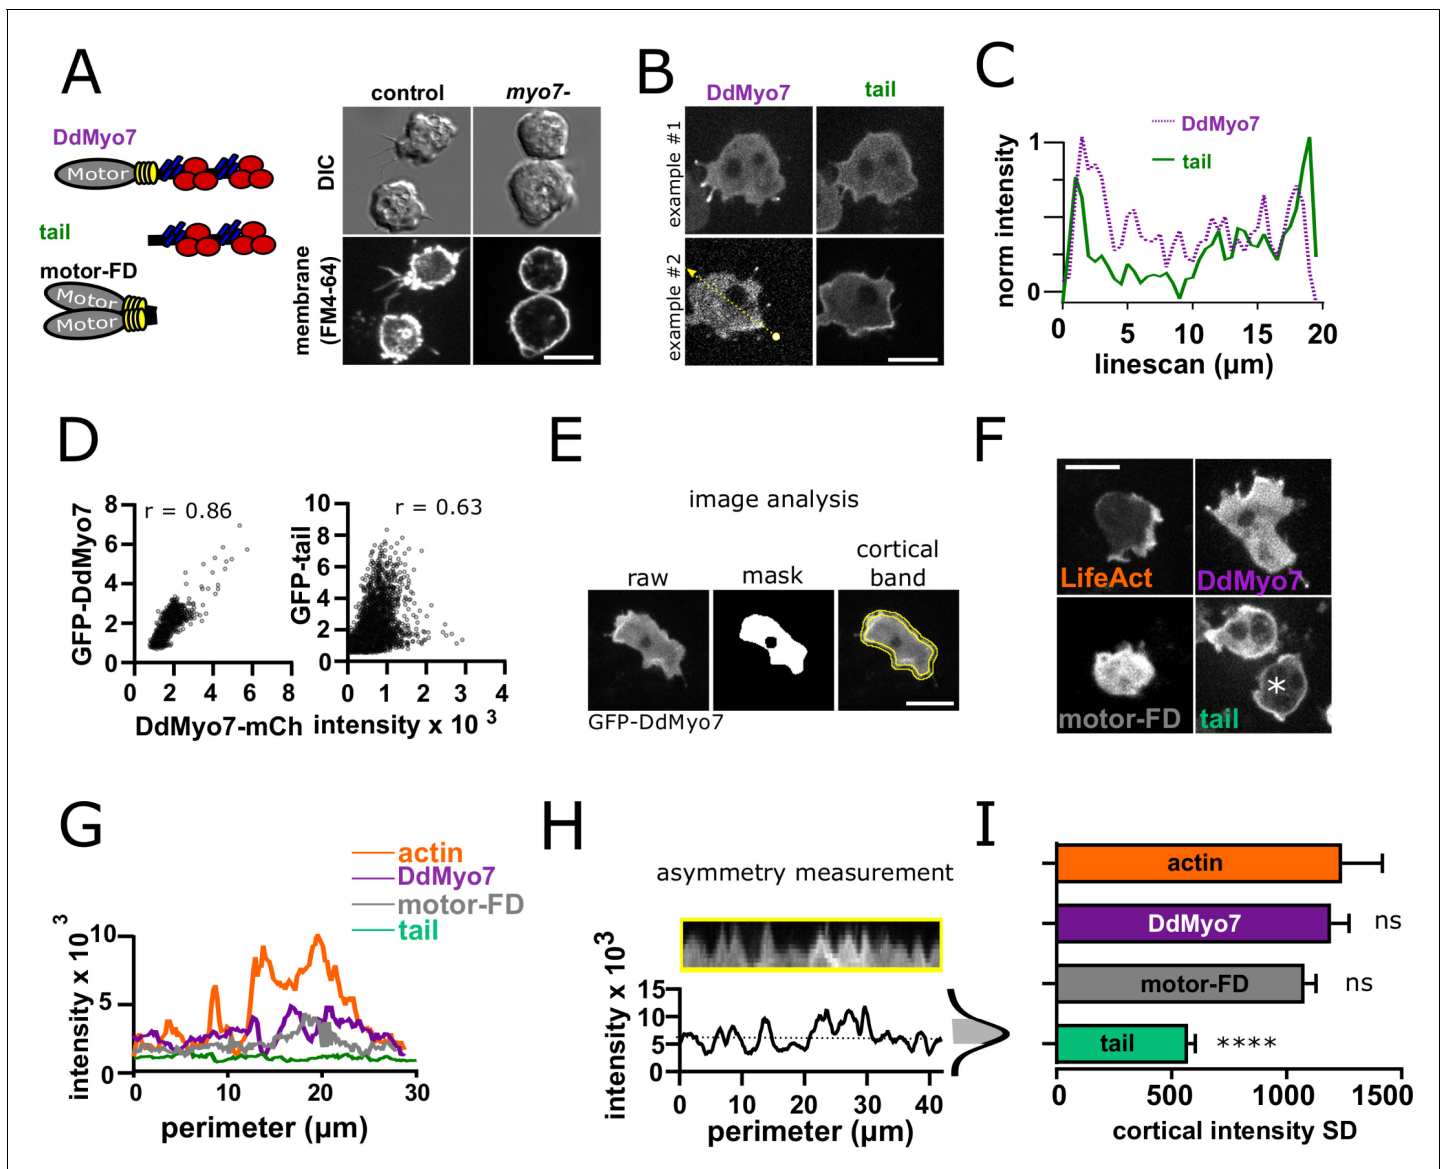 A
control
myo7-
DdMyo7
Motor
tail
motor-FD
Motor
Motor
DIC
membrane
(FM4-64)
B
DdMyo7
tail
example #1
example #2
C
DdMyo7
tail
norm intensity
1
0
0
5
10
15
20
linescan (µm)
D
GFP-DdMyo7
8
6
4
2
0
r = 0.86
0
2
4
6
8
DdMyo7-mCh
GFP-tail
10
8
6
4
2
0
r = 0.63
0
1
2
3
4
intensity x 10 3
E
image analysis
raw
mask
cortical
band
GFP-DdMyo7
F
LifeAct
DdMyo7
motor-FD
tail
*
G
actin
DdMyo7
motor-FD
tail
intensity x 10 3
10
5
0
0
10
20
30
perimeter (µm)
H
asymmetry measurement
intensity x 10 3
15
10
5
0
0
10
20
30
40
perimeter (µm)
I
actin
DdMyo7
ns
motor-FD
ns
tail
****
0
500
1000
1500
cortical intensity SD